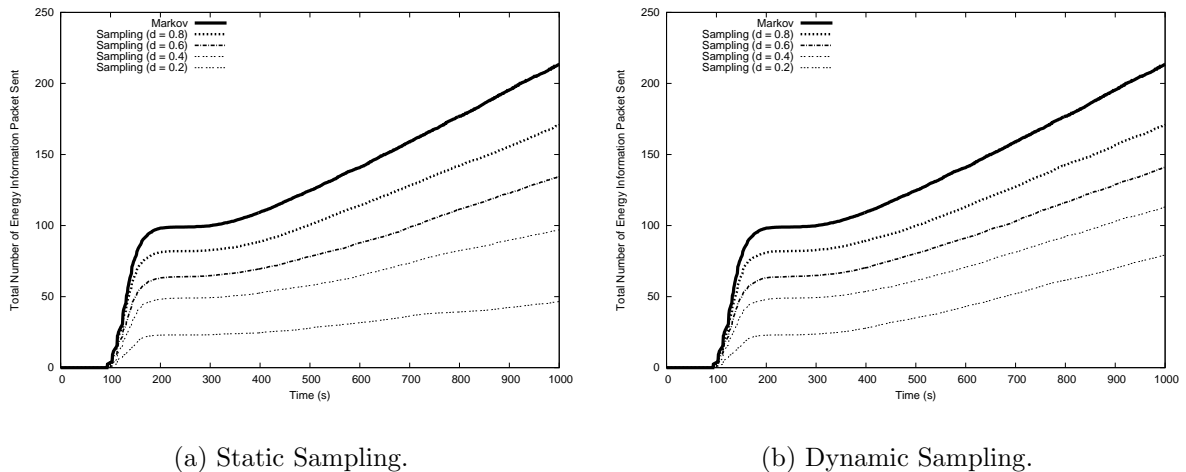 Total Number of Energy Information Packet Sent
250
200
150
100
50
0
Markov
Sampling (d = 0.8)
Sampling (d = 0.6)
Sampling (d = 0.4)
Sampling (d = 0.2)
0 100 200 300 400 500 600 700 800 900 1000
Time (s)
(a) Static Sampling.
Total Number of Energy Information Packet Sent
250
200
150
100
50
0
Markov
Sampling (d = 0.8)
Sampling (d = 0.6)
Sampling (d = 0.4)
Sampling (d = 0.2)
0 100 200 300 400 500 600 700 800 900 1000
Time (s)
(b) Dynamic Sampling.